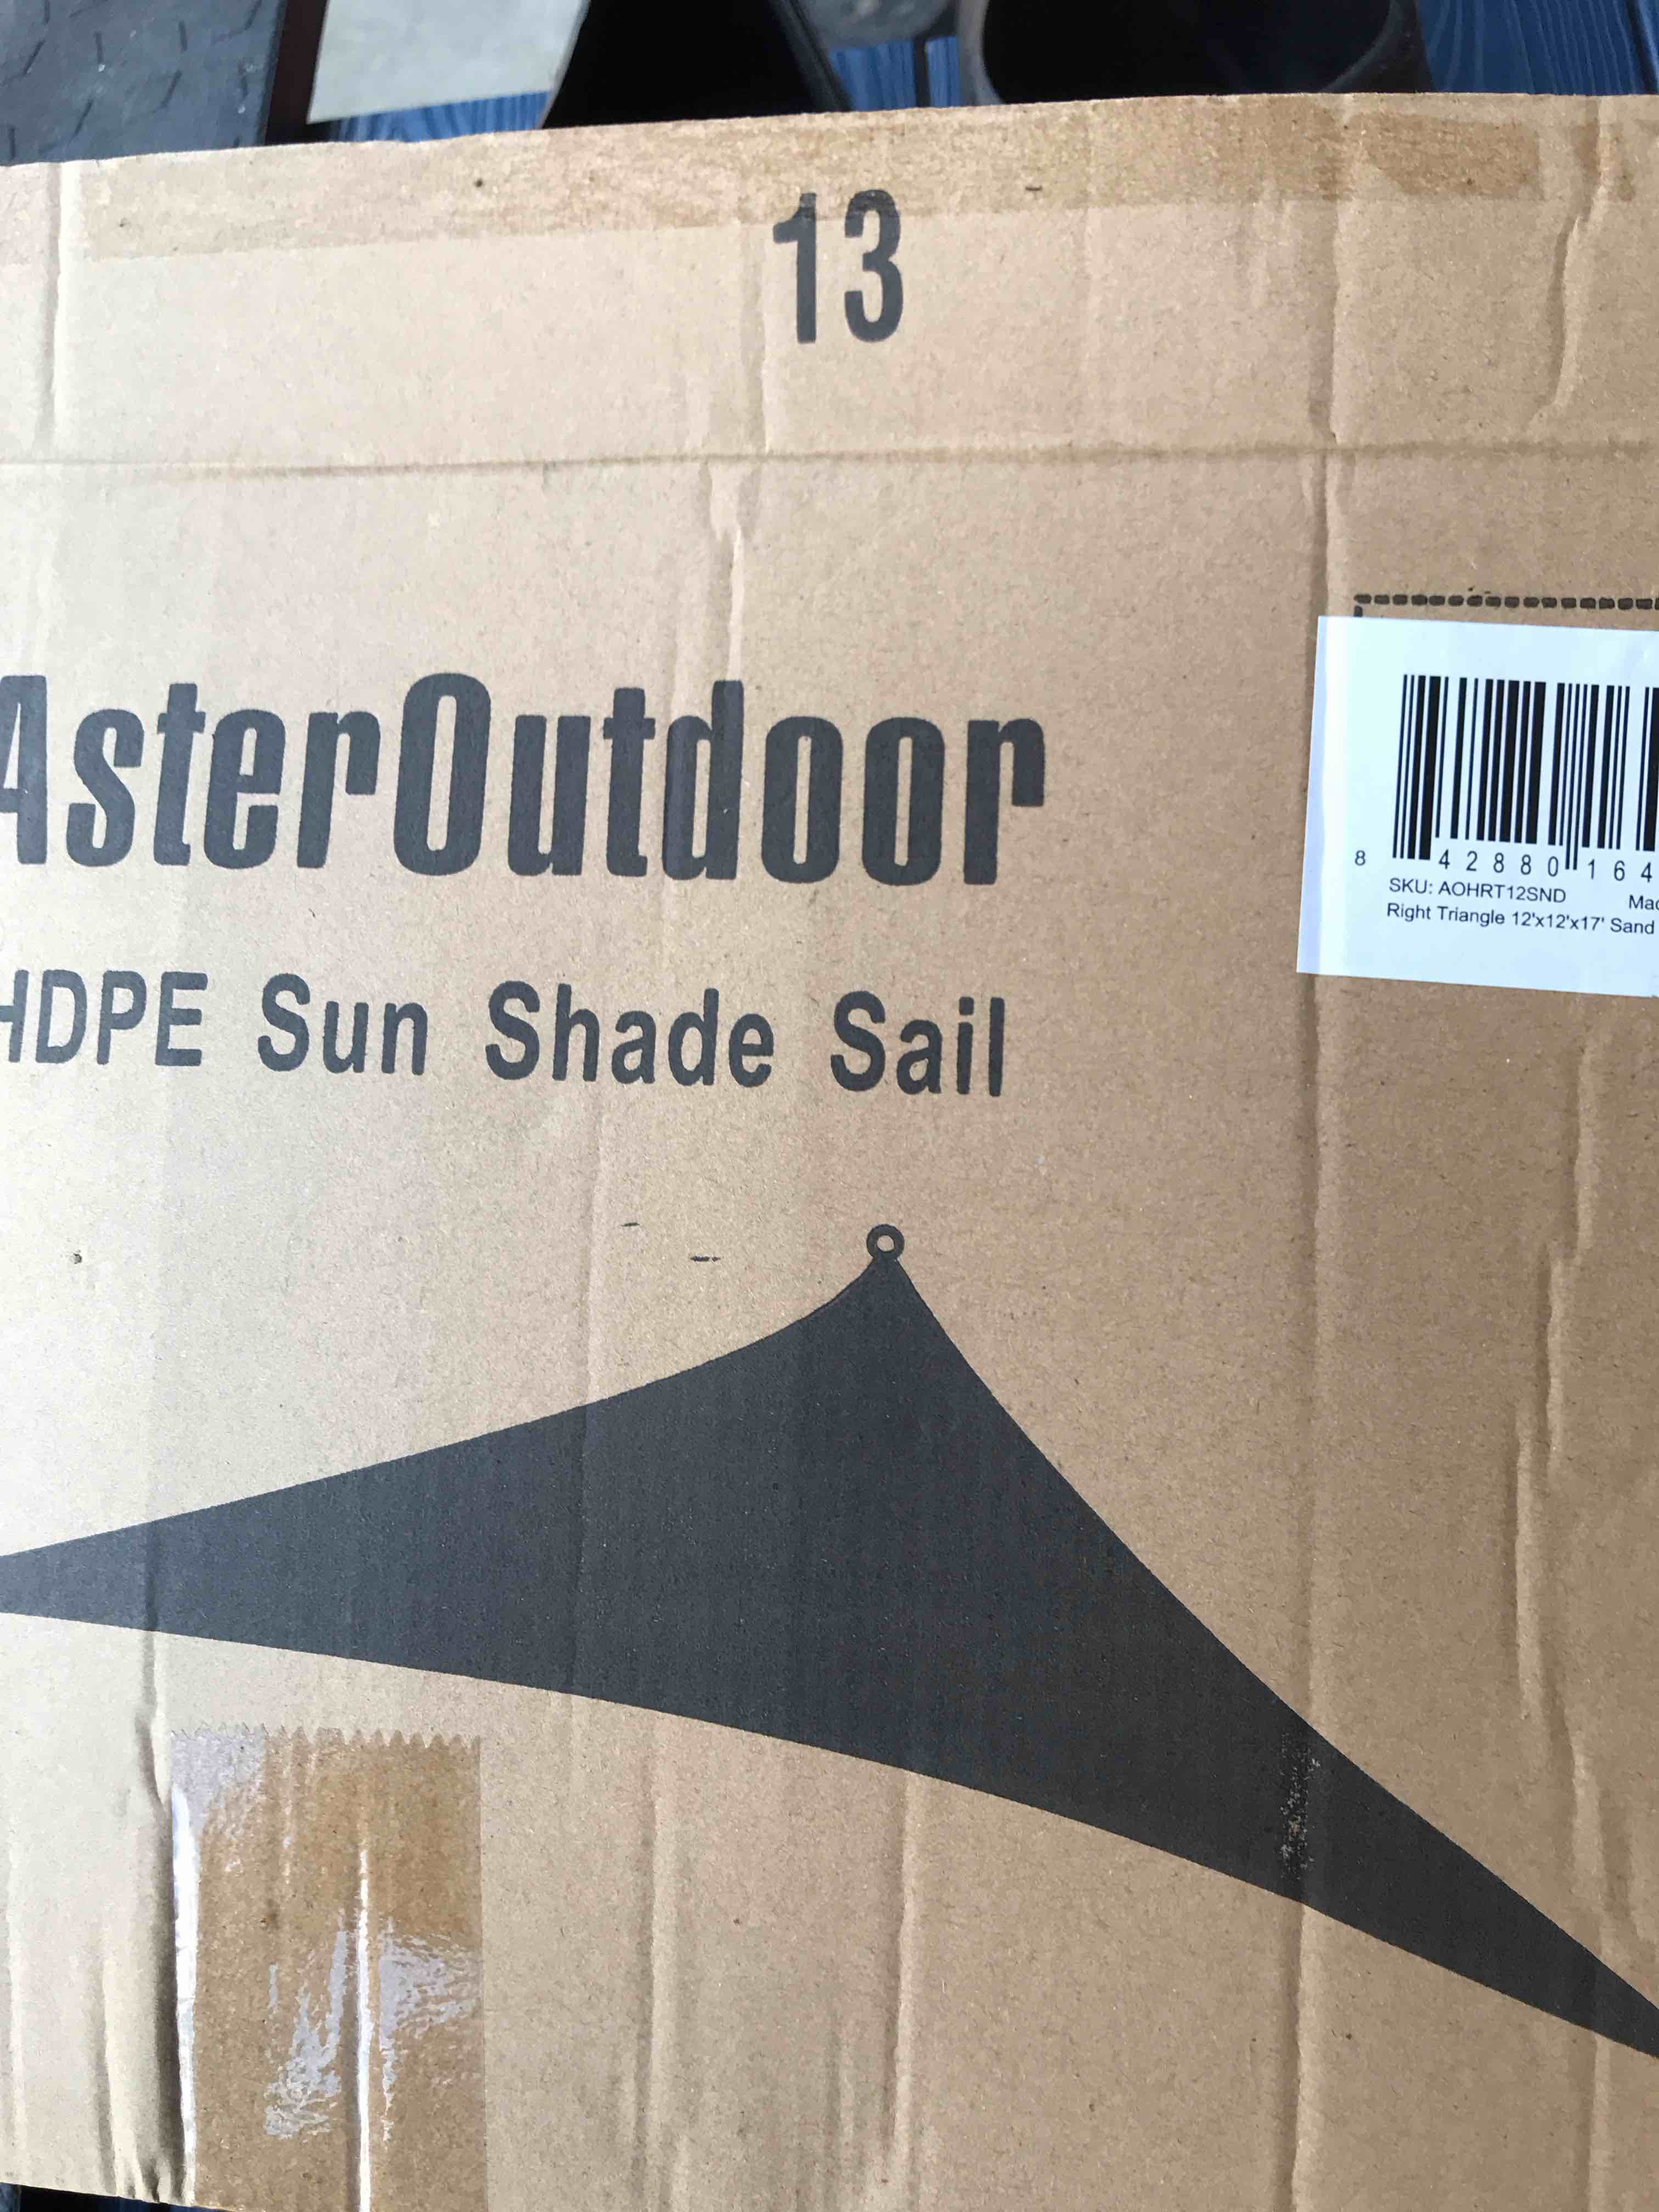 13
AsterOutdoor
HDPE Sun Shade Sail
8 42880 164
SKU: AOHRT12SND
Right Triangle 12'x12'x17' Sand